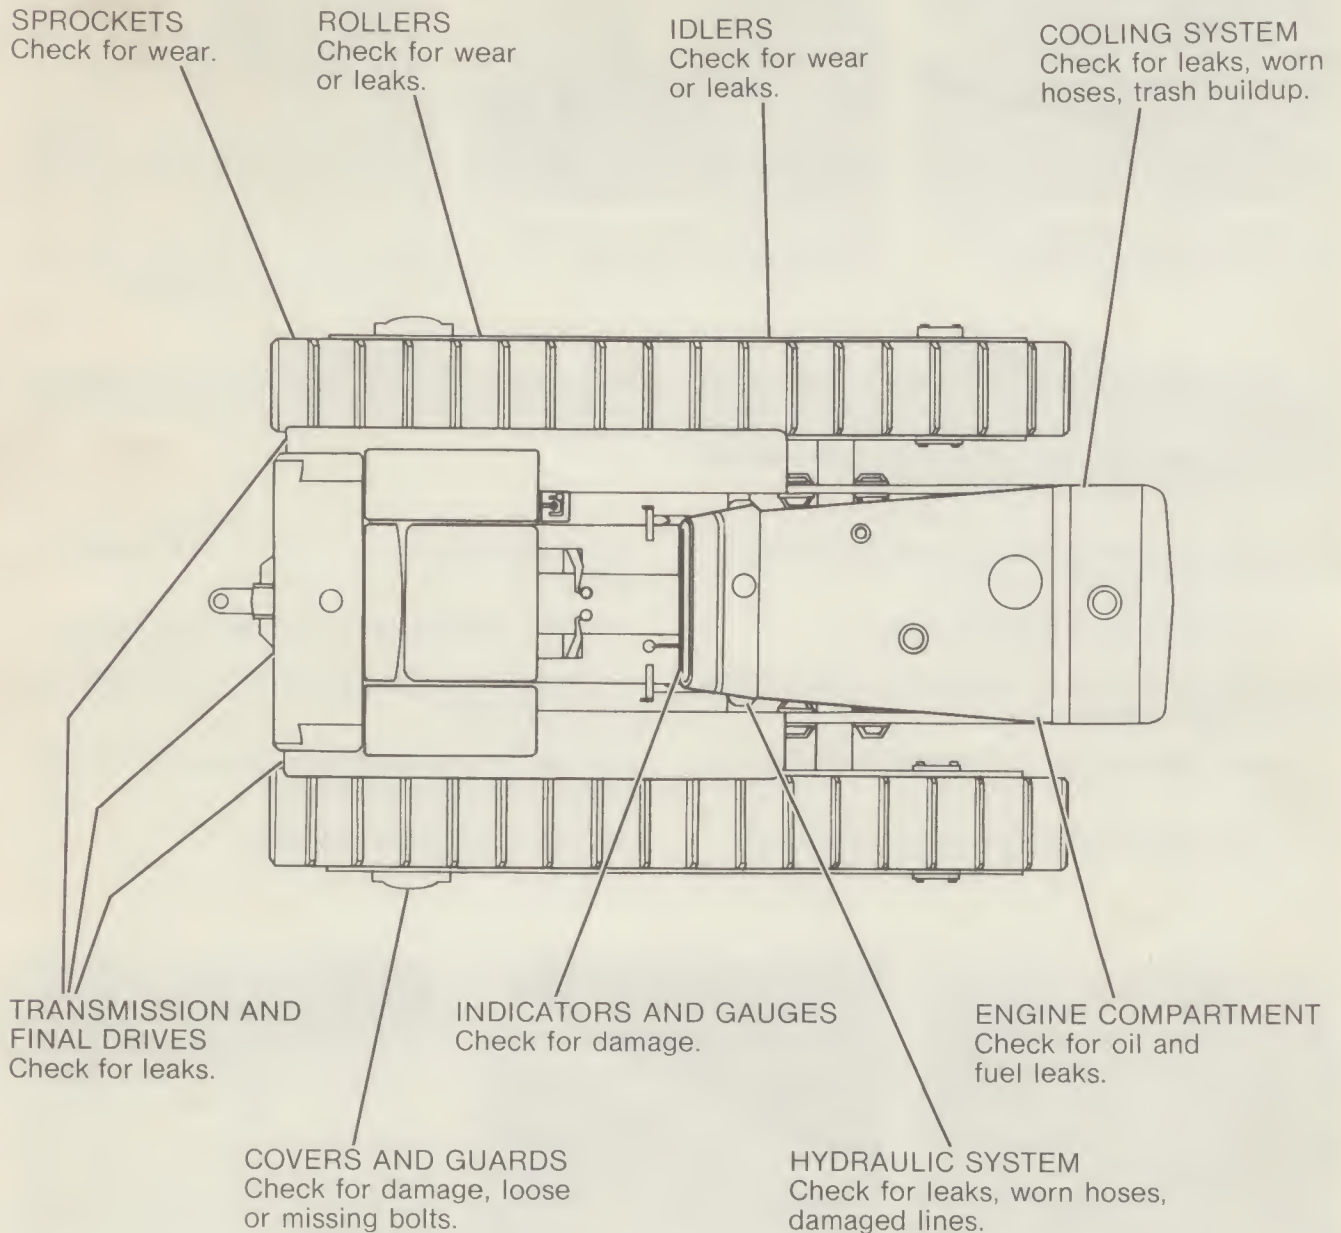 SPROCKETS
Check for wear.
ROLLERS
Check for wear
or leaks.
IDLERS
Check for wear
or leaks.
COOLING SYSTEM
Check for leaks, worn
hoses, trash buildup.
TRANSMISSION AND
FINAL DRIVES
Check for leaks.
INDICATORS AND GAUGES
Check for damage.
ENGINE COMPARTMENT
Check for oil and
fuel leaks.
COVERS AND GUARDS
Check for damage, loose
or missing bolts.
HYDRAULIC SYSTEM
Check for leaks, worn hoses,
damaged lines.